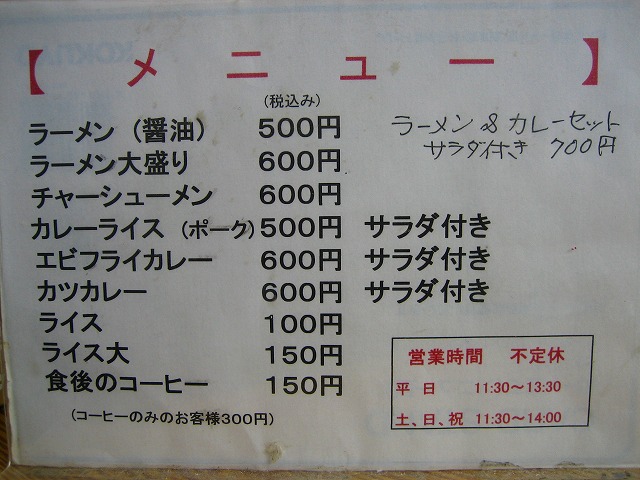 【メニュー】
(税込み)
ラーメン（醤油） 500円
ラーメン&カレーセット
サラダ付き 700円
ラーメン大盛り 600円
チャーシューメン 600円
カレーライス（ポーク） 500円 サラダ付き
エビフライカレー 600円 サラダ付き
カツカレー 600円 サラダ付き
ライス 100円
ライス大 150円
食後のコーヒー 150円
（コーヒーのみのお客様300円）
営業時間 不定休
平日 11:30～13:30
土、日、祝 11:30～14:00